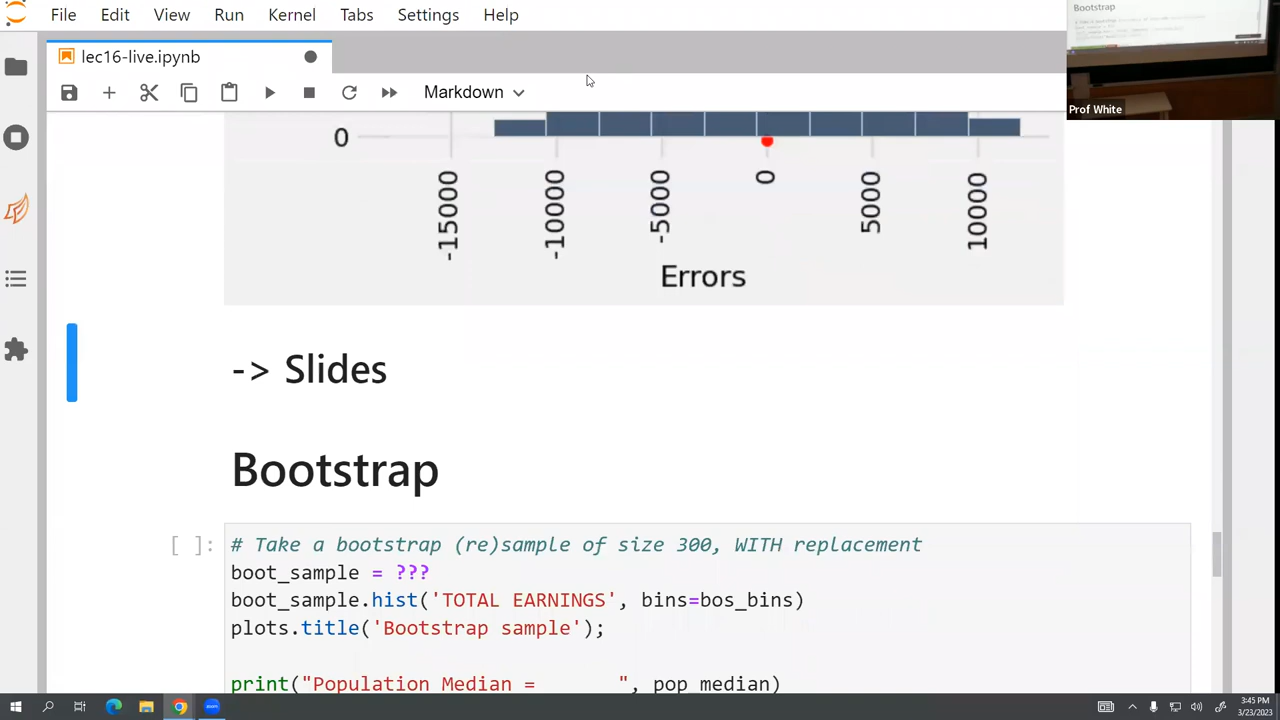 File Edit View Run Kernel Tabs Settings Help
Bootstrap
lec16-live.ipynb
Markdown
Prof White
0
-15000 -10000 -5000 0 5000 10000
Errors
-> Slides
Bootstrap
[ ]: # Take a bootstrap (re)sample of size 300, WITH replacement
boot_sample = ???
boot_sample.hist('TOTAL EARNINGS', bins=bos_bins)
plots.title('Bootstrap sample');
print("Population Median =       ", pop_median)
3:45 PM
3/23/2023